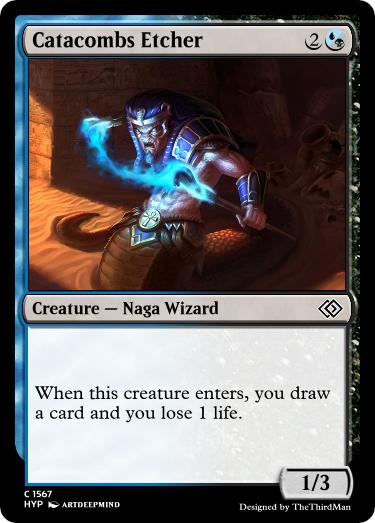 Catacombs Etcher 2
Creature — Naga Wizard
When this creature enters, you draw
a card and you lose 1 life.
1/3
C 1567
HYP ARTDEEPMIND
Designed by TheThirdMan